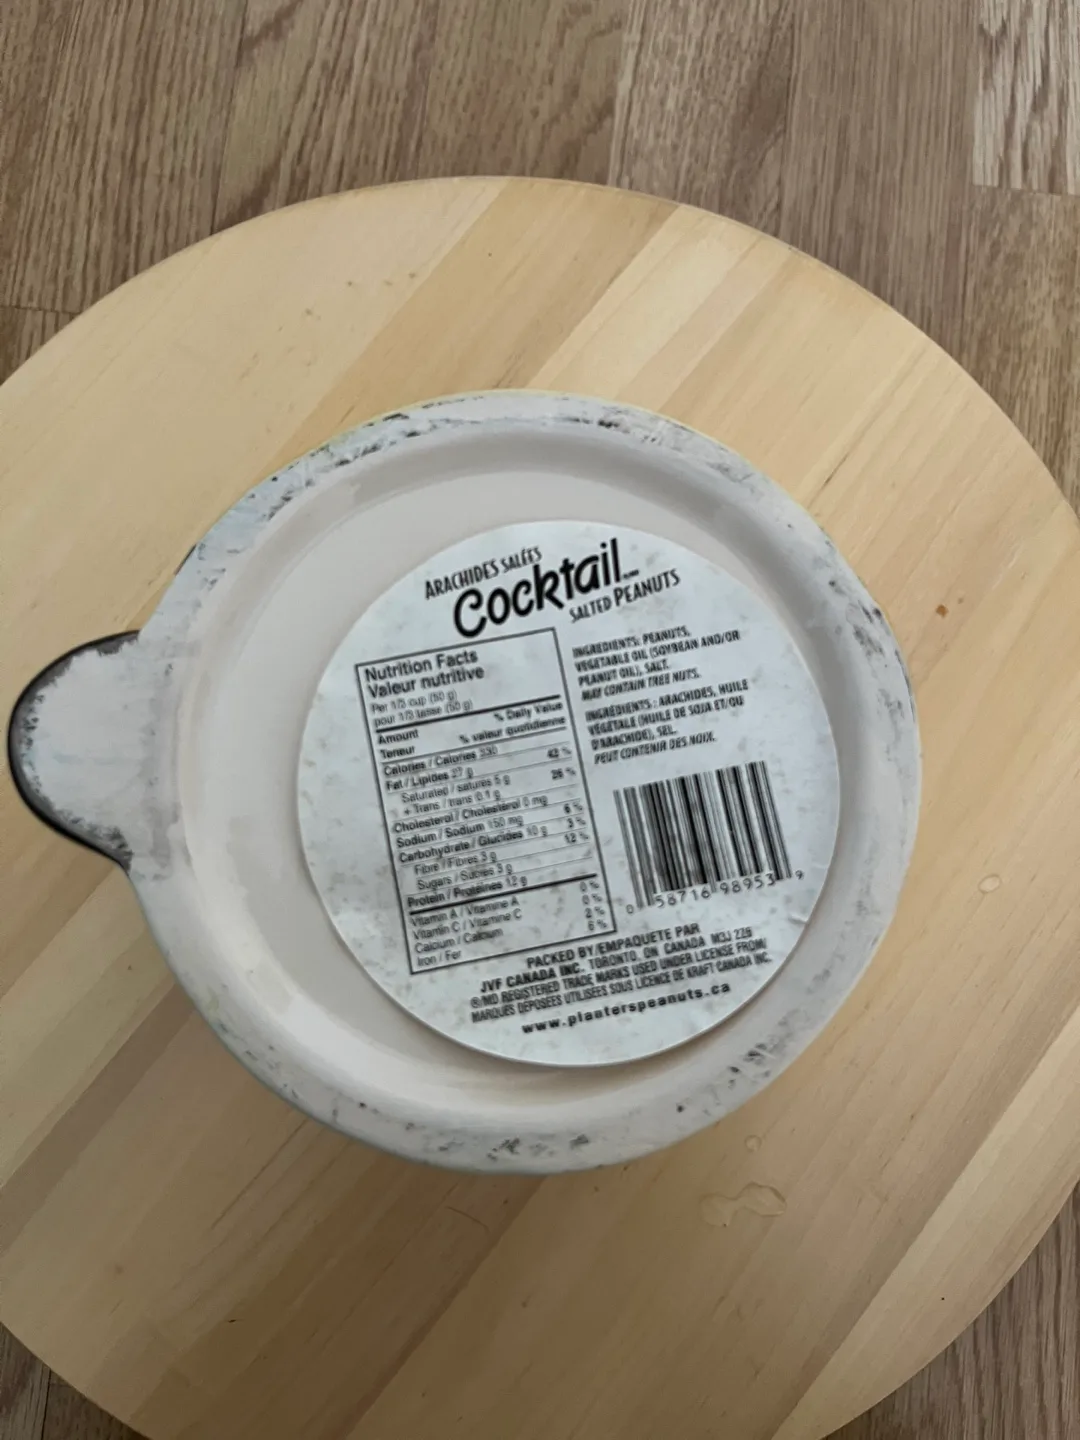 ARACHIDES SALÉES
Cocktail
SALTED PEANUTS
Nutrition Facts
Valeur nutritive
Per 1/3 cup (50 g)
pour 1/3 tasse (50 g)
Amount % Daily Value
Teneur % valeur quotidienne
Calories / Calories 330
Fat / Lipides 27 g 42 %
Saturated / saturés 5 g
+ Trans / trans 0.1 g 26 %
Cholesterol / Cholestérol 0 mg
Sodium / Sodium 150 mg 6 %
Carbohydrate / Glucides 10 g 3 %
Fibre / Fibres 3 g 12 %
Sugars / Sucres 3 g
Protein / Protéines 12 g
Vitamin A / Vitamine A 0 %
Vitamin C / Vitamine C 0 %
Calcium / Calcium 2 %
Iron / Fer 6 %
INGREDIENTS: PEANUTS,
VEGETABLE OIL (SOYBEAN AND/OR
PEANUT OIL), SALT.
MAY CONTAIN TREE NUTS.
INGRÉDIENTS : ARACHIDES, HUILE
VÉGÉTALE (HUILE DE SOJA ET/OU
D'ARACHIDE), SEL.
PEUT CONTENIR DES NOIX.
0 58716 98953 9
PACKED BY/EMPAQUETÉ PAR
JVF CANADA INC. TORONTO, ON CANADA M3J 2Z6
®/MD REGISTERED TRADE MARKS USED UNDER LICENSE FROM/
MARQUES DÉPOSÉES UTILISÉES SOUS LICENCE DE KRAFT CANADA INC.
www.planterspeanuts.ca